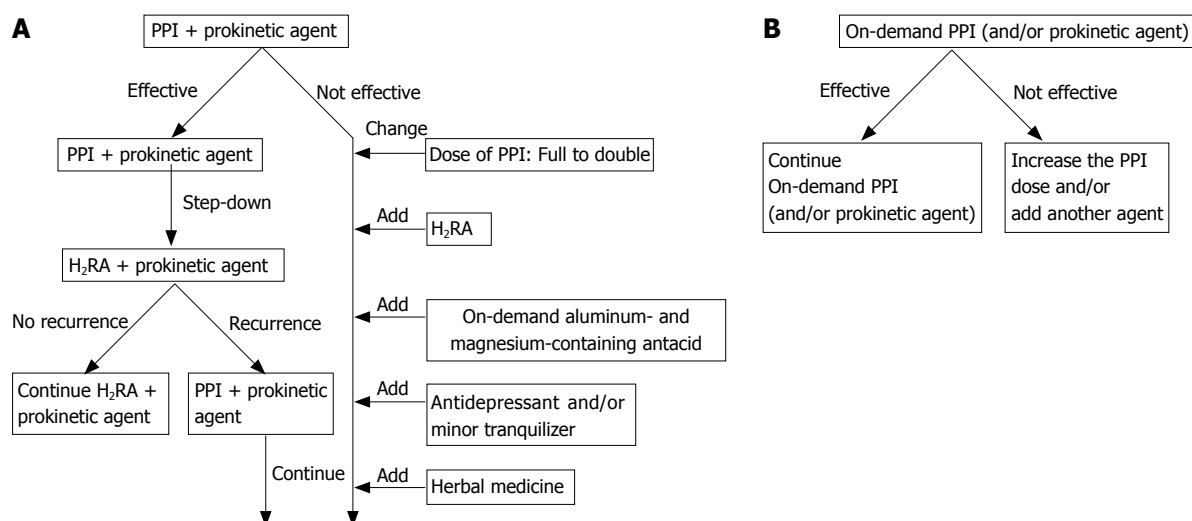 A
PPI + prokinetic agent
Effective
Not effective
PPI + prokinetic agent
Change
Dose of PPI: Full to double
Step-down
Add
H₂RA
H₂RA + prokinetic agent
No recurrence
Recurrence
Add
On-demand aluminum- and
magnesium-containing antacid
Continue H₂RA +
prokinetic agent
PPI + prokinetic
agent
Add
Antidepressant and/or
minor tranquilizer
Continue
Add
Herbal medicine
B
On-demand PPI (and/or prokinetic agent)
Effective
Not effective
Continue
On-demand PPI
(and/or prokinetic agent)
Increase the PPI
dose and/or
add another agent